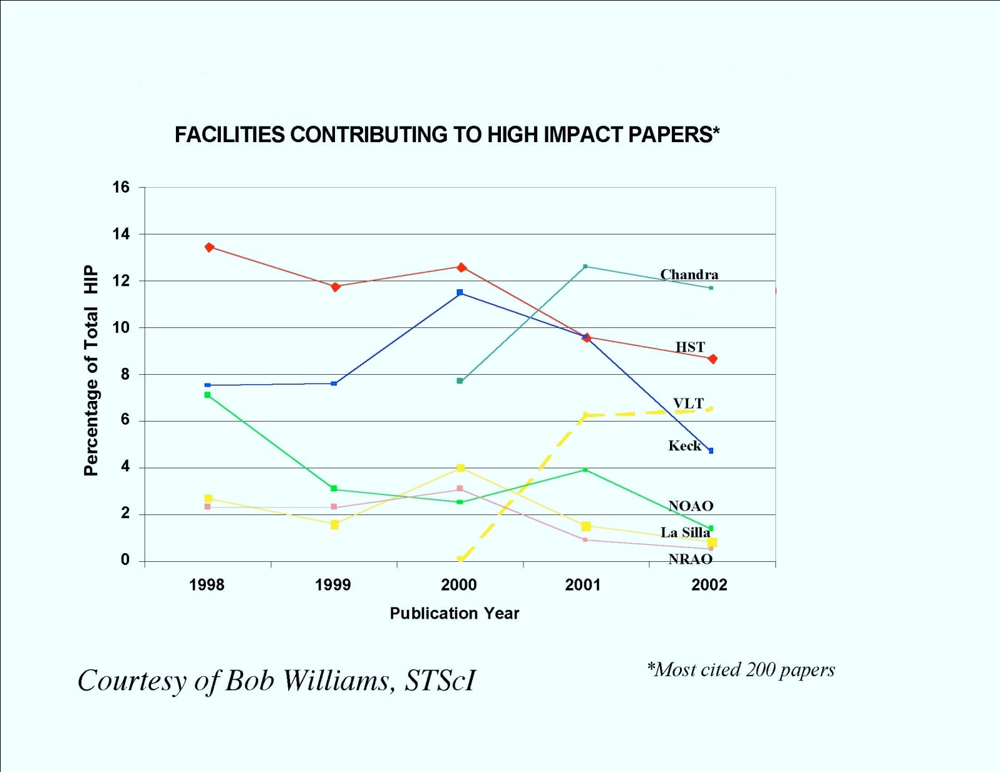 FACILITIES CONTRIBUTING TO HIGH IMPACT PAPERS*
Percentage of Total HIP
16
14
12
10
8
6
4
2
0
Chandra
HST
VLT
Keck
NOAO
La Silla
NRAO
1998 1999 2000 2001 2002
Publication Year
Courtesy of Bob Williams, STScI
*Most cited 200 papers